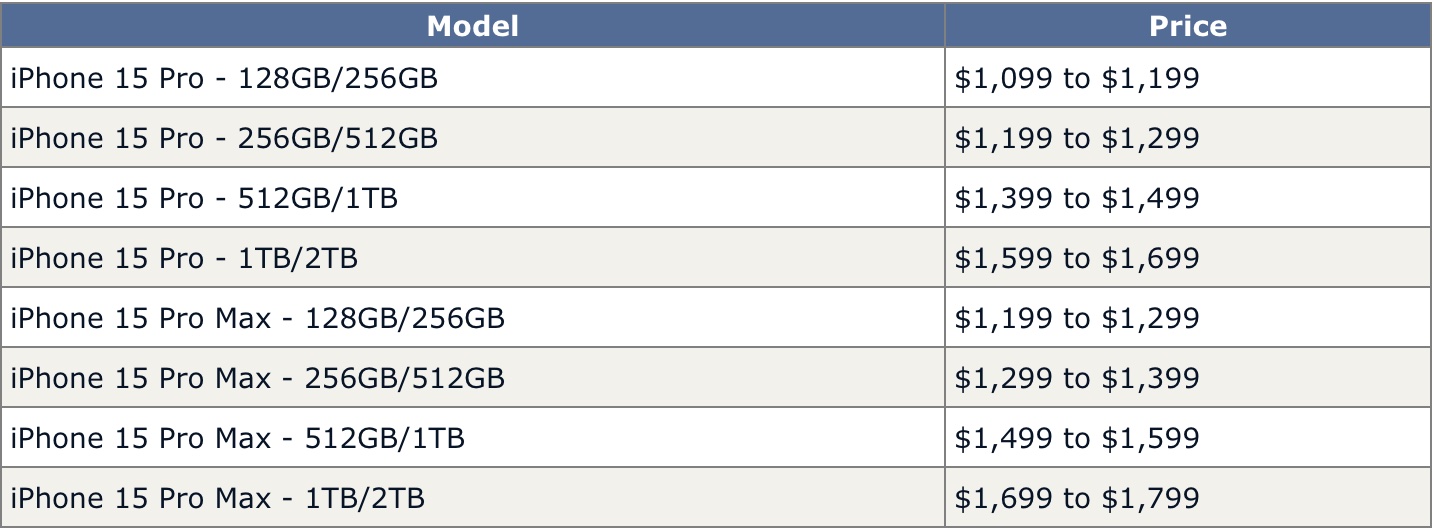 Model Price
iPhone 15 Pro - 128GB/256GB $1,099 to $1,199
iPhone 15 Pro - 256GB/512GB $1,199 to $1,299
iPhone 15 Pro - 512GB/1TB $1,399 to $1,499
iPhone 15 Pro - 1TB/2TB $1,599 to $1,699
iPhone 15 Pro Max - 128GB/256GB $1,199 to $1,299
iPhone 15 Pro Max - 256GB/512GB $1,299 to $1,399
iPhone 15 Pro Max - 512GB/1TB $1,499 to $1,599
iPhone 15 Pro Max - 1TB/2TB $1,699 to $1,799